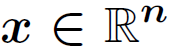 x ∈ ℝⁿ